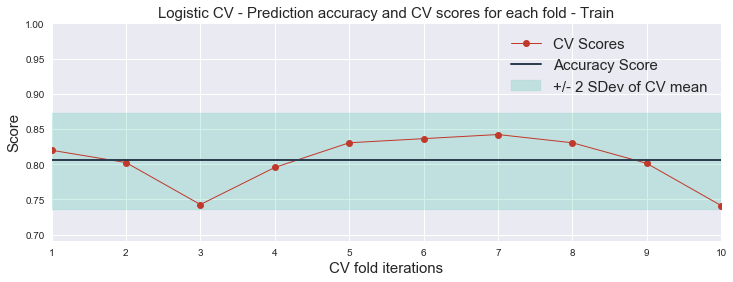 Logistic CV - Prediction accuracy and CV scores for each fold - Train
1.00
0.95
0.90
0.85
0.80
0.75
0.70
Score
CV Scores
Accuracy Score
+/- 2 SDev of CV mean
1 2 3 4 5 6 7 8 9 10
CV fold iterations